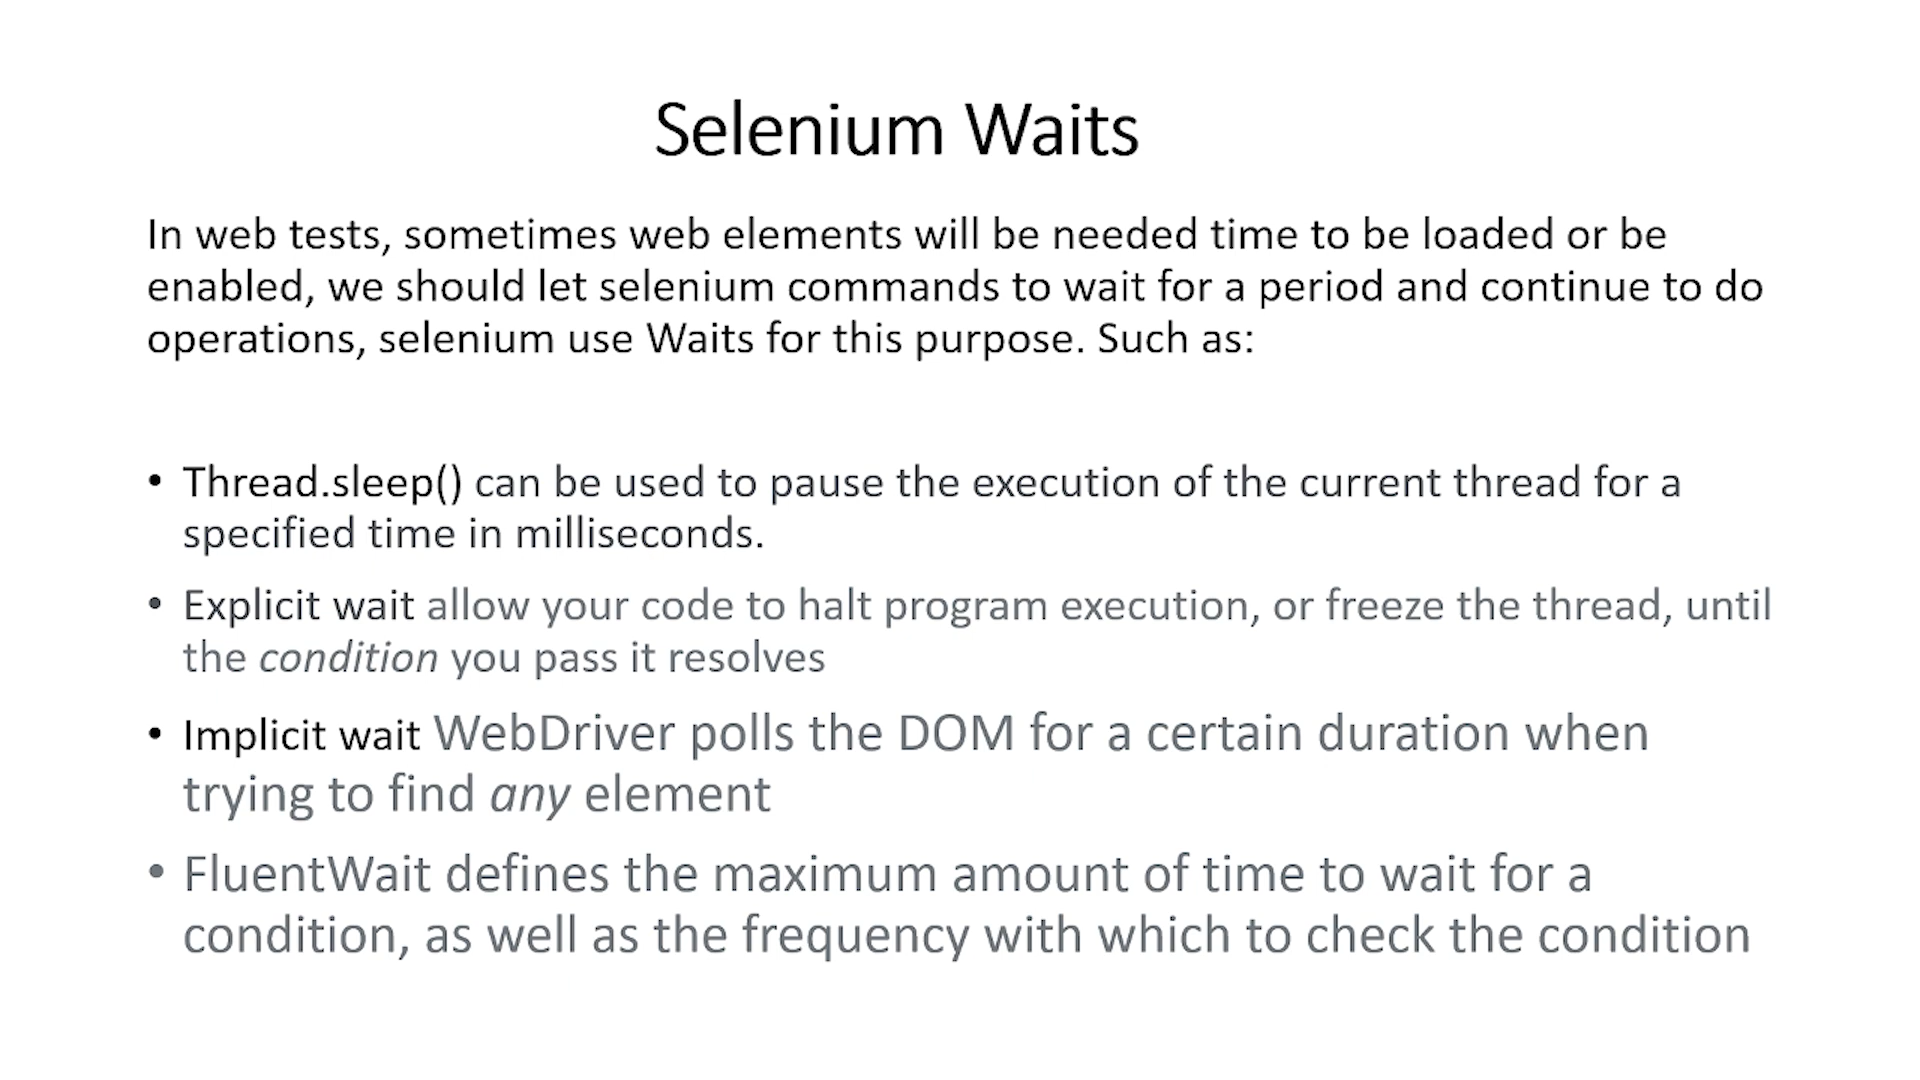 Selenium Waits
In web tests, sometimes web elements will be needed time to be loaded or be
enabled, we should let selenium commands to wait for a period and continue to do
operations, selenium use Waits for this purpose. Such as:
• Thread.sleep() can be used to pause the execution of the current thread for a
specified time in milliseconds.
• Explicit wait allow your code to halt program execution, or freeze the thread, until
the condition you pass it resolves
• Implicit wait WebDriver polls the DOM for a certain duration when
trying to find any element
• FluentWait defines the maximum amount of time to wait for a
condition, as well as the frequency with which to check the condition